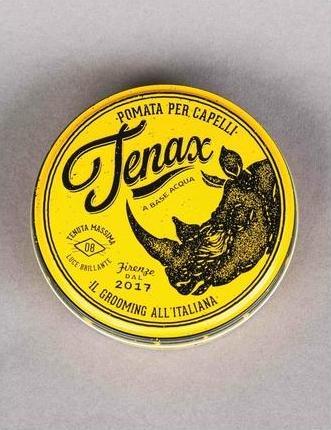 ·POMATA PER CAPELLI·
Tenax
A BASE ACQUA
TENUTA MASSIMA
08
LUCE BRILLANTE
Firenze
DAL
2017
·IL GROOMING ALL'ITALIANA·